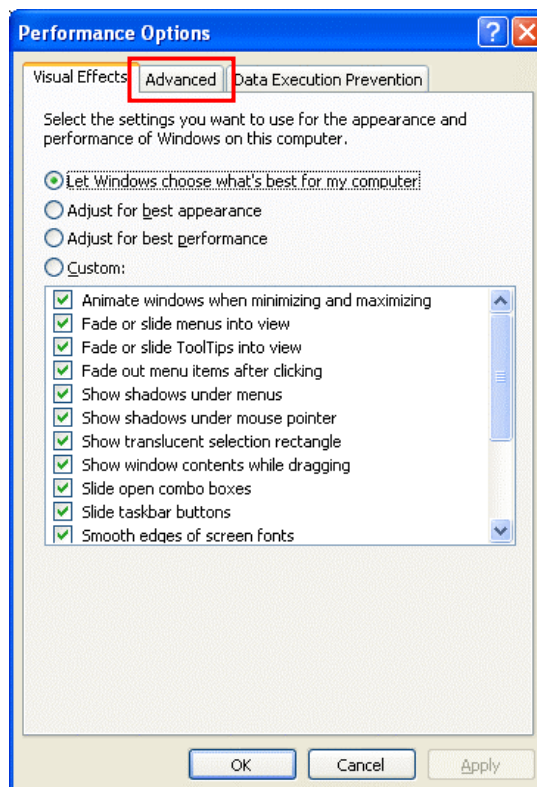 Performance Options
Visual Effects Advanced Data Execution Prevention
Select the settings you want to use for the appearance and
performance of Windows on this computer.
Let Windows choose what's best for my computer
Adjust for best appearance
Adjust for best performance
Custom:
Animate windows when minimizing and maximizing
Fade or slide menus into view
Fade or slide ToolTips into view
Fade out menu items after clicking
Show shadows under menus
Show shadows under mouse pointer
Show translucent selection rectangle
Show window contents while dragging
Slide open combo boxes
Slide taskbar buttons
Smooth edges of screen fonts
OK Cancel Apply